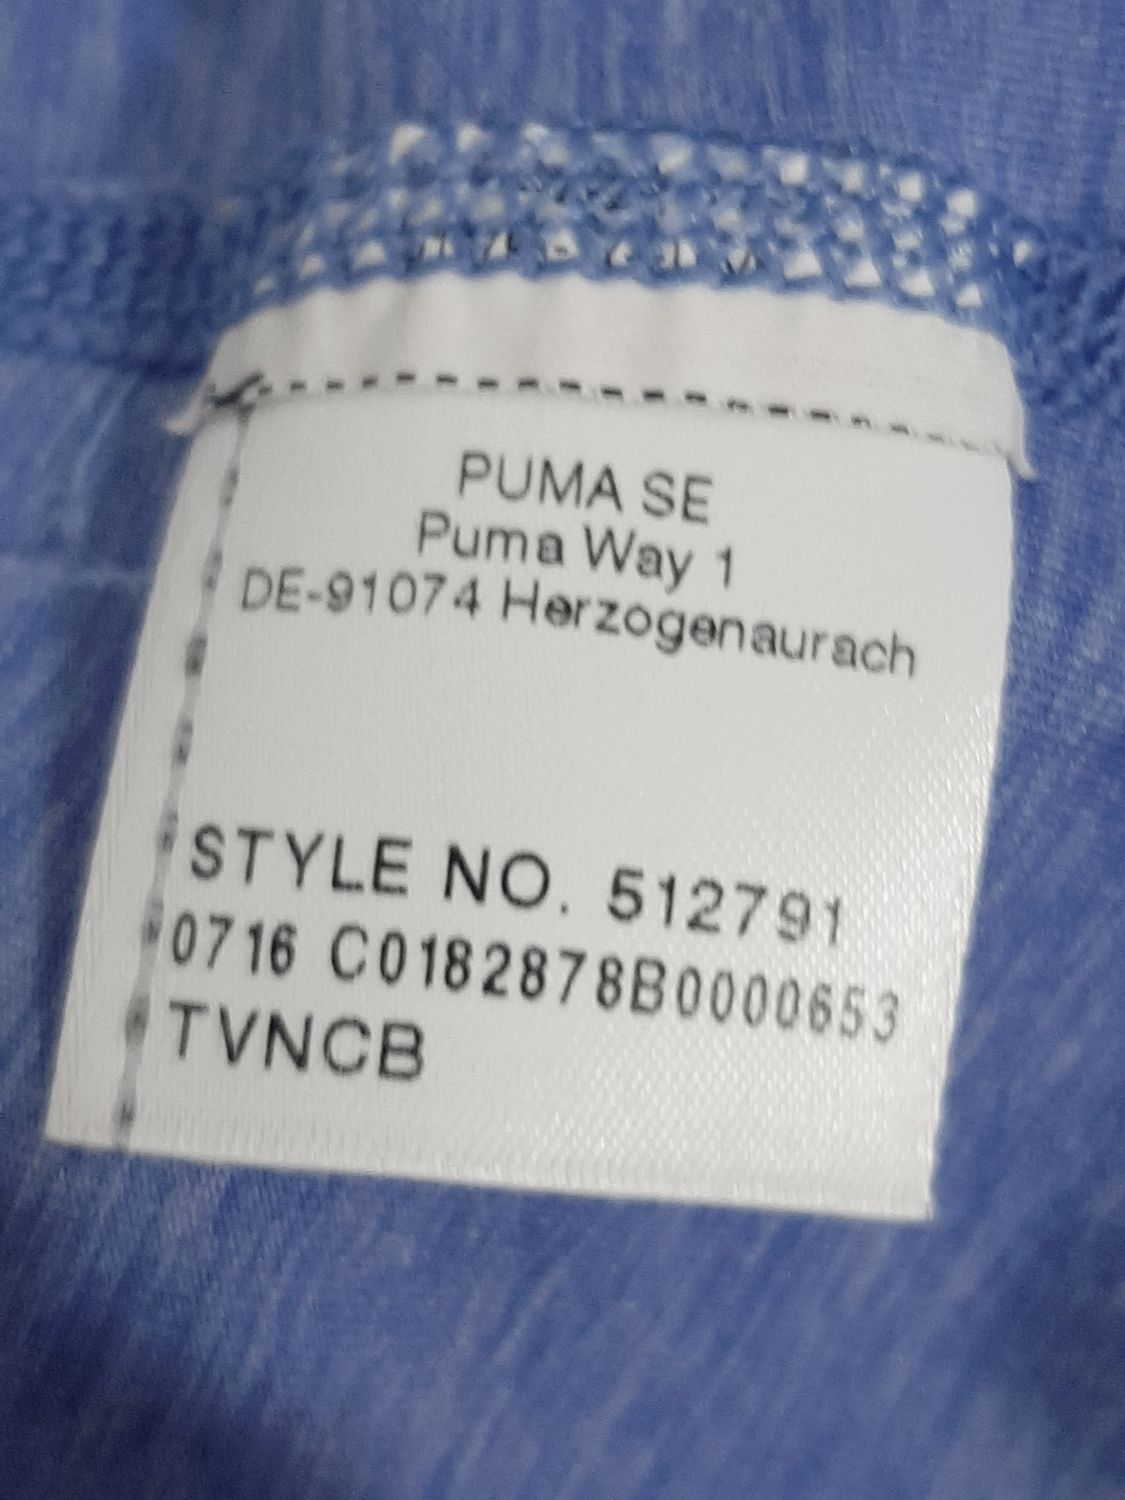 PUMA SE
Puma Way 1
DE-91074 Herzogenaurach
STYLE NO. 512791
0716 C0182878B0000653
TVNCB